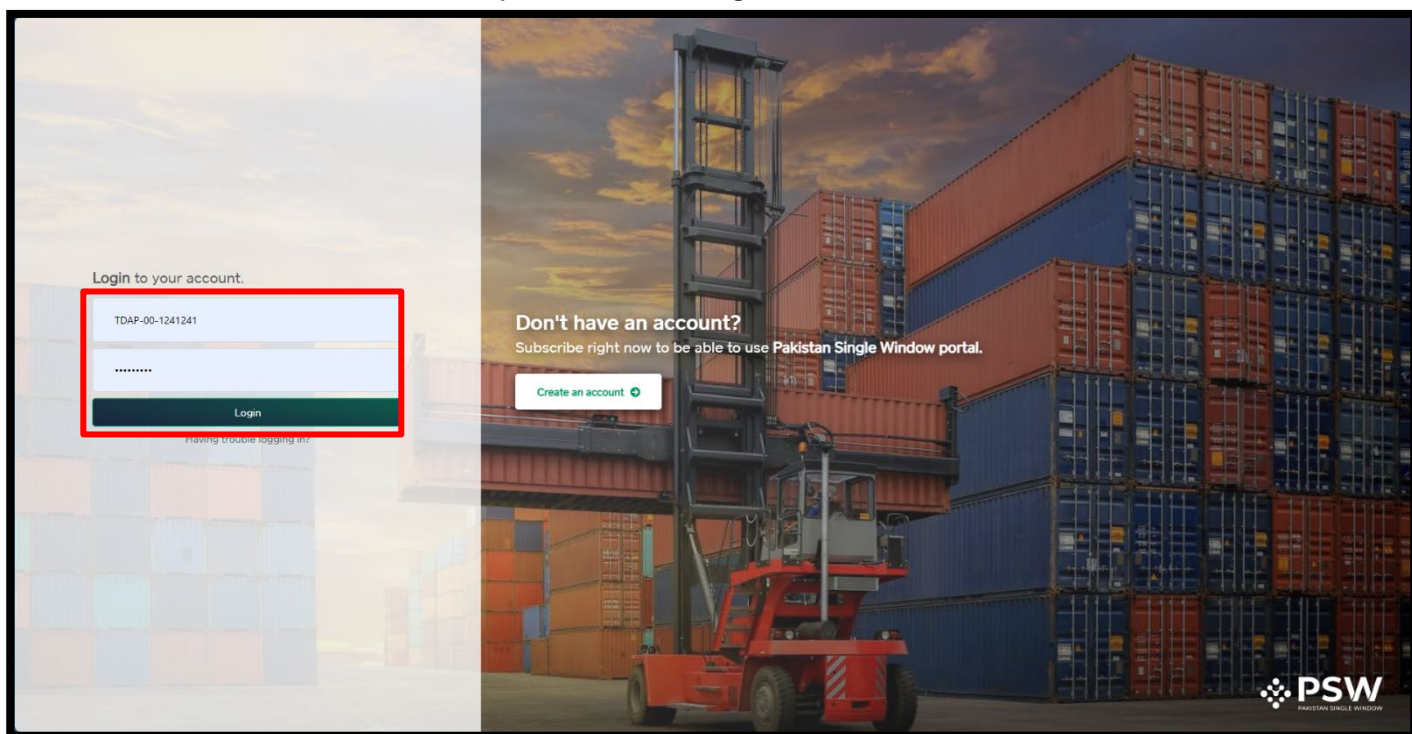 Login to your account.
TDAP-00-1241241
•••••••••
Login
Having trouble logging in?
Don't have an account?
Subscribe right now to be able to use Pakistan Single Window portal.
Create an account
PSW
PAKISTAN SINGLE WINDOW